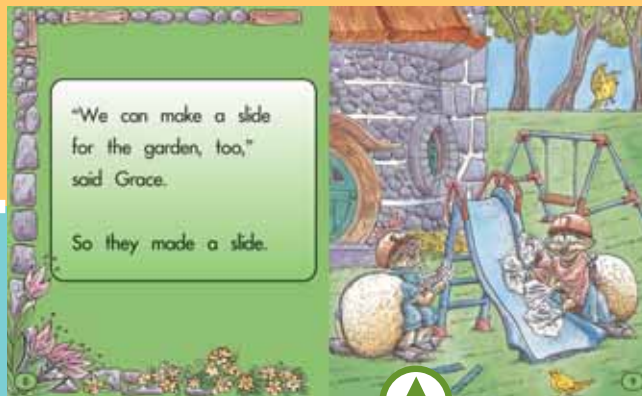 "We can make a slide
for the garden, too,"
said Grace.
So they made a slide.